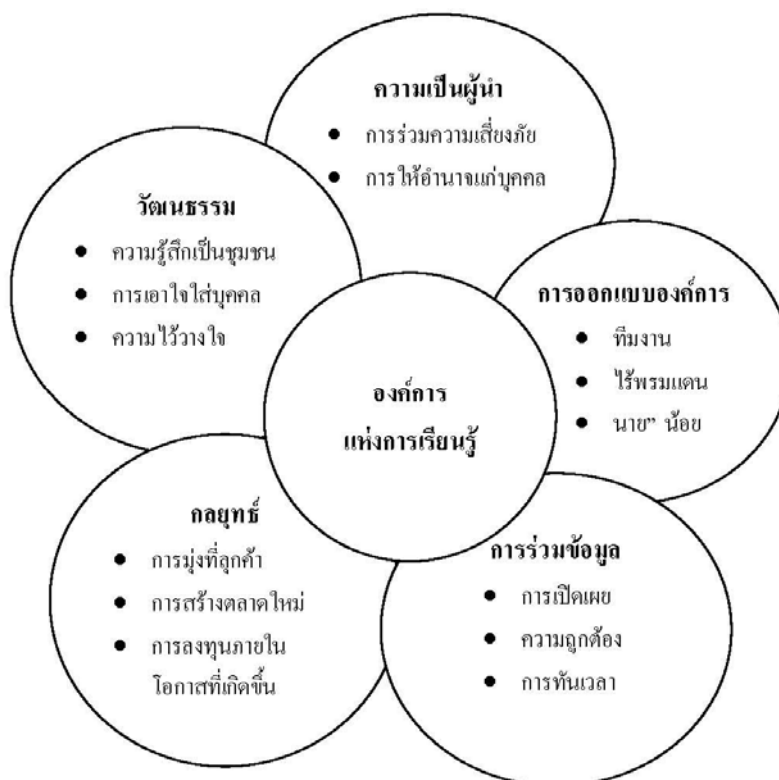 ความเป็นผู้นำ
● การร่วมความเสี่ยงภัย
● การให้อำนาจแก่บุคคล
วัฒนธรรม
● ความรู้สึกเป็นชุมชน
● การเอาใจใส่บุคคล
● ความไว้วางใจ
การออกแบบองค์การ
● ทีมงาน
● ไร้พรมแดน
● นาย” น้อย
องค์การ
แห่งการเรียนรู้
กลยุทธ์
● การมุ่งที่ลูกค้า
● การสร้างตลาดใหม่
● การลงทุนภายใน
โอกาสที่เกิดขึ้น
การร่วมข้อมูล
● การเปิดเผย
● ความถูกต้อง
● การทันเวลา